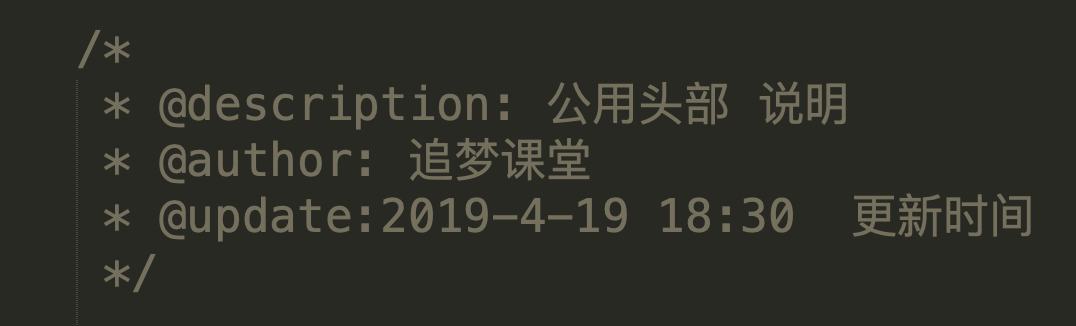 /*
* @description: 公用头部 说明
* @author: 追梦课堂
* @update:2019-4-19 18:30  更新时间
*/